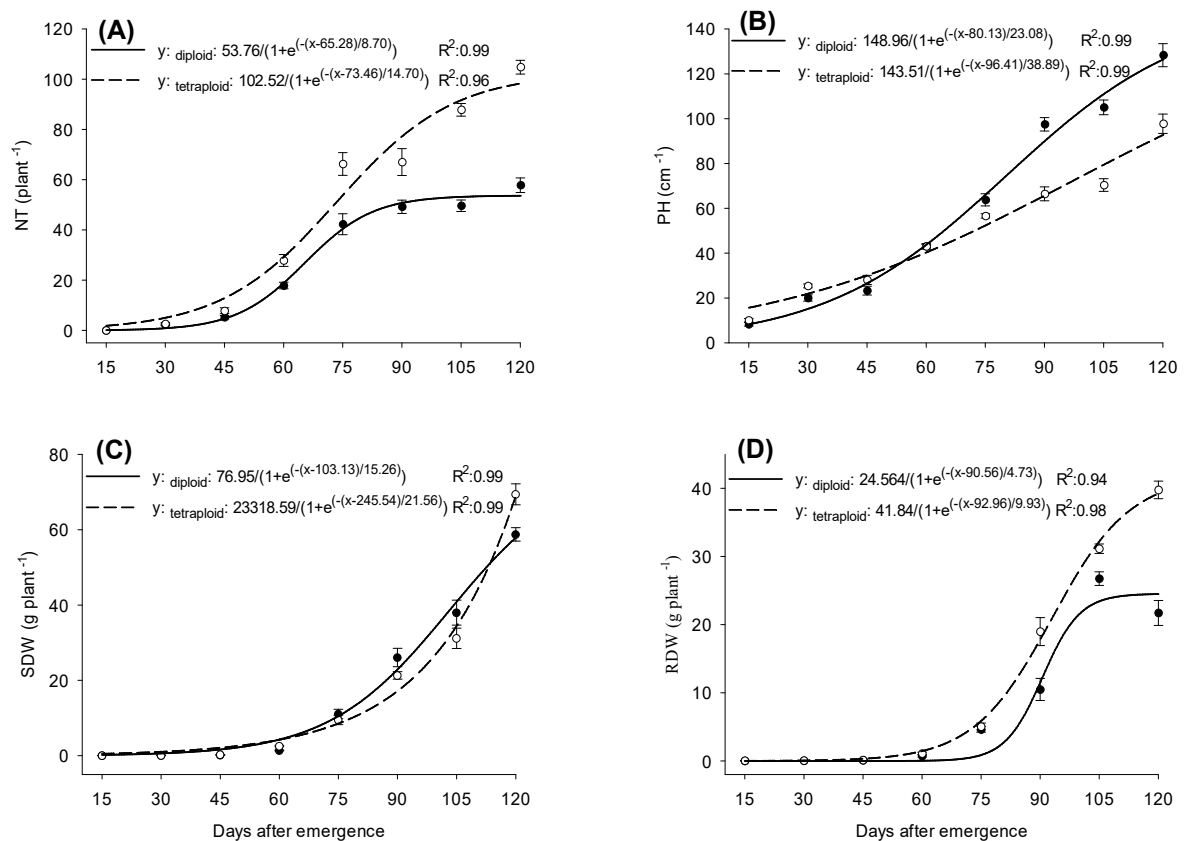 (A)
y: diploid: 53.76/(1+e^(-(x-65.28)/8.70)) R²:0.99
y: tetraploid: 102.52/(1+e^(-(x-73.46)/14.70)) R²:0.96
NT (plant ⁻¹)
120
100
80
60
40
20
0
15 30 45 60 75 90 105 120
(B)
y: diploid: 148.96/(1+e^(-(x-80.13)/23.08)) R²:0.99
y: tetraploid: 143.51/(1+e^(-(x-96.41)/38.89)) R²:0.99
PH (cm ⁻¹)
140
120
100
80
60
40
20
0
15 30 45 60 75 90 105 120
(C)
y: diploid: 76.95/(1+e^(-(x-103.13)/15.26)) R²:0.99
y: tetraploid: 23318.59/(1+e^(-(x-245.54)/21.56)) R²:0.99
SDW (g plant ⁻¹)
80
60
40
20
0
15 30 45 60 75 90 105 120
Days after emergence
(D)
y: diploid: 24.564/(1+e^(-(x-90.56)/4.73)) R²:0.94
y: tetraploid: 41.84/(1+e^(-(x-92.96)/9.93)) R²:0.98
RDW (g plant ⁻¹)
40
30
20
10
0
15 30 45 60 75 90 105 120
Days after emergence